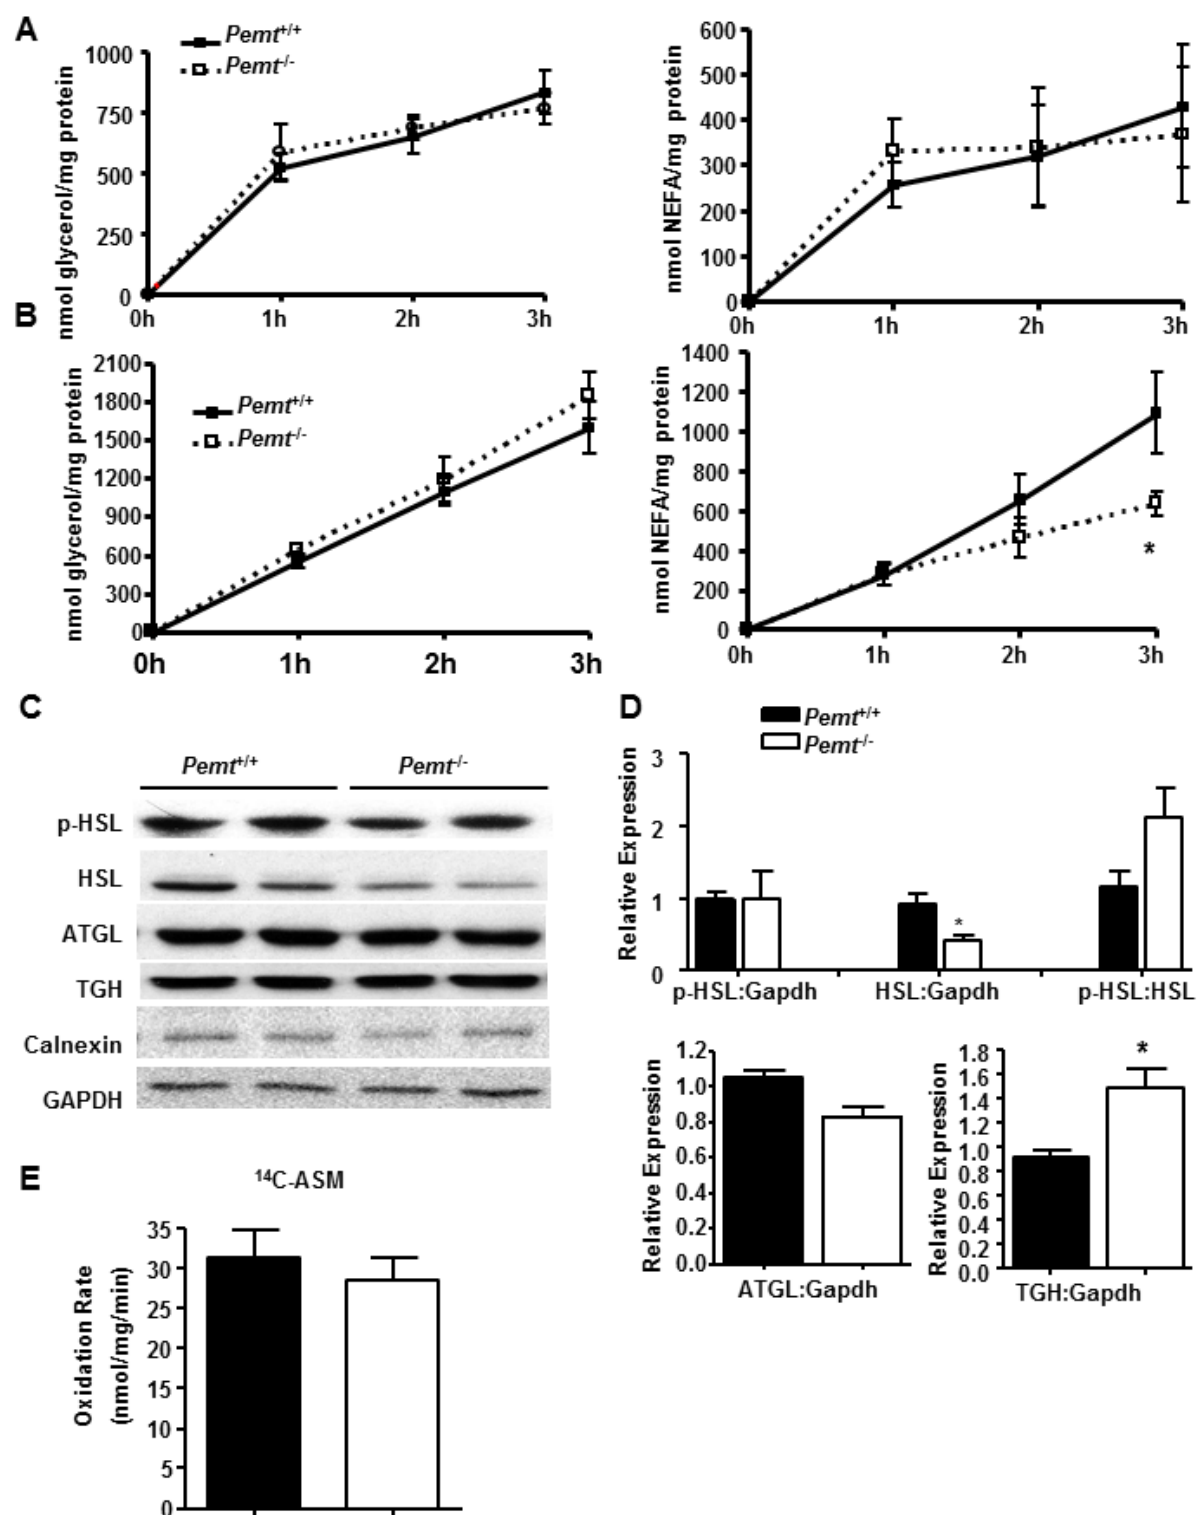 A
Pemt+/+
Pemt-/-
nmol glycerol/mg protein
1000
750
500
250
0
0h 1h 2h 3h
nmol NEFA/mg protein
600
500
400
300
200
100
0
0h 1h 2h 3h
B
Pemt+/+
Pemt-/-
nmol glycerol/mg protein
2100
1800
1500
1200
900
600
300
0
0h 1h 2h 3h
nmol NEFA/mg protein
1400
1200
1000
800
600
400
200
0
*
0h 1h 2h 3h
C
Pemt+/+ Pemt-/-
p-HSL
HSL
ATGL
TGH
Calnexin
GAPDH
D
Pemt+/+
Pemt-/-
Relative Expression
3
2
1
0
*
p-HSL:Gapdh HSL:Gapdh p-HSL:HSL
Relative Expression
1.2
1.0
0.8
0.6
0.4
0.2
0.0
ATGL:Gapdh
Relative Expression
1.8
1.6
1.4
1.2
1.0
0.8
0.6
0.4
0.2
0.0
*
TGH:Gapdh
E
14C-ASM
Oxidation Rate
(nmol/mg/min)
35
30
25
20
15
10
5
0